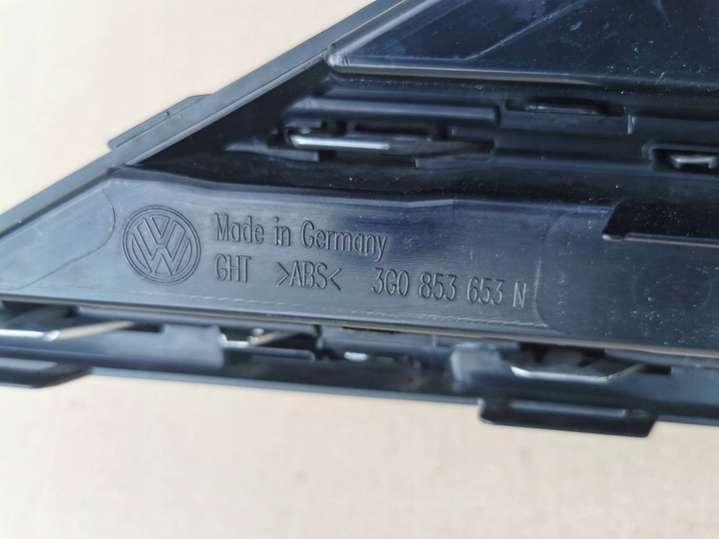 Made in Germany
GHT >ABS< 3G0 853 653 N